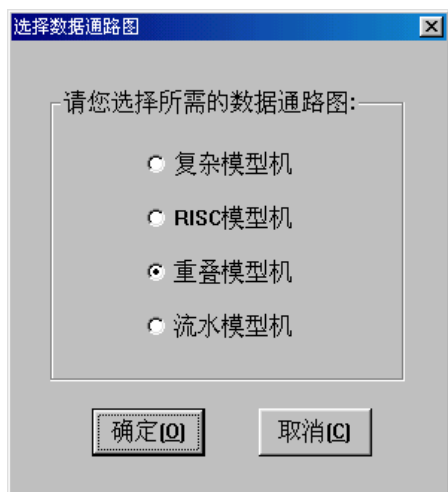 选择数据通路图
请您选择所需的数据通路图:
复杂模型机
RISC模型机
重叠模型机
流水模型机
确定(O)
取消(C)